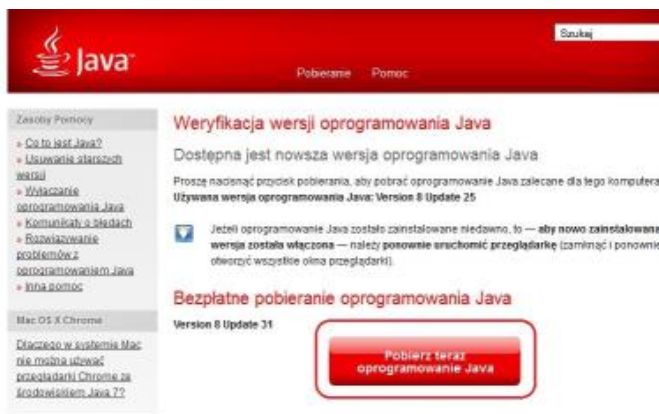 Java
Szukaj
Pobieranie Pomoc
Zasoby Pomocy
» Co to jest Java?
» Usuwanie starszych
wersji
» Wyłączanie
oprogramowania Java
» Komunikaty o błędach
» Rozwiązywanie
problemów z
oprogramowaniem Java
» Inna pomoc
Mac OS X Chrome
Dlaczego w systemie Mac
nie można używać
przeglądarki Chrome ze
środowiskiem Java 7?
Weryfikacja wersji oprogramowania Java
Dostępna jest nowsza wersja oprogramowania Java
Proszę nacisnąć przycisk pobierania, aby pobrać oprogramowanie Java zalecane dla tego komputera
Używana wersja oprogramowania Java: Version 8 Update 25
Jeżeli oprogramowanie Java zostało zainstalowane niedawno, to — aby nowo zainstalowana
wersja została włączona — należy ponownie uruchomić przeglądarkę (zamknąć i ponownie
otworzyć wszystkie okna przeglądarki).
Bezpłatne pobieranie oprogramowania Java
Version 8 Update 31
Pobierz teraz
oprogramowanie Java